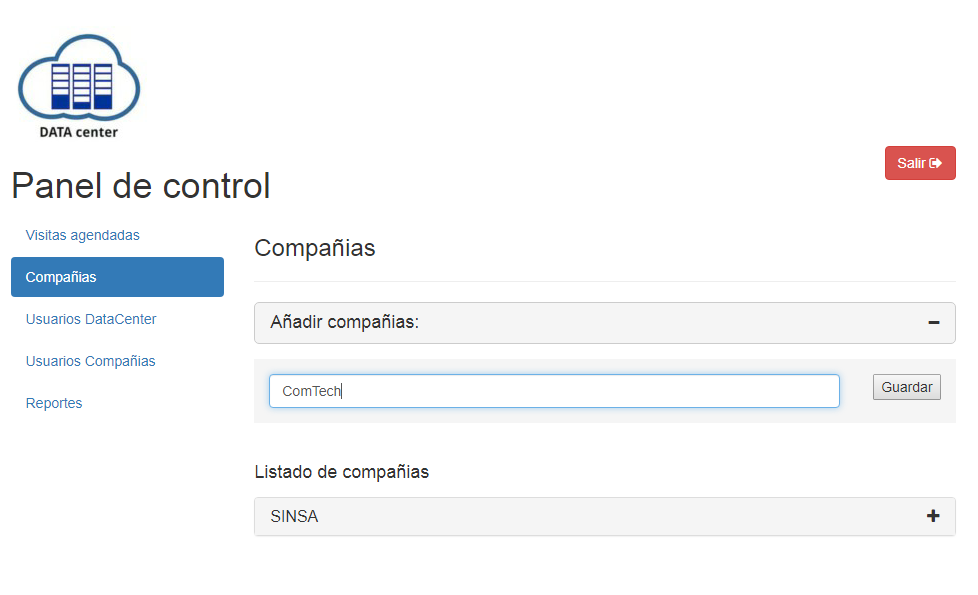 DATA center
Salir
Panel de control
Visitas agendadas
Compañias
Usuarios DataCenter
Usuarios Compañias
Reportes
Compañias
Añadir compañias:
ComTech
Guardar
Listado de compañias
SINSA